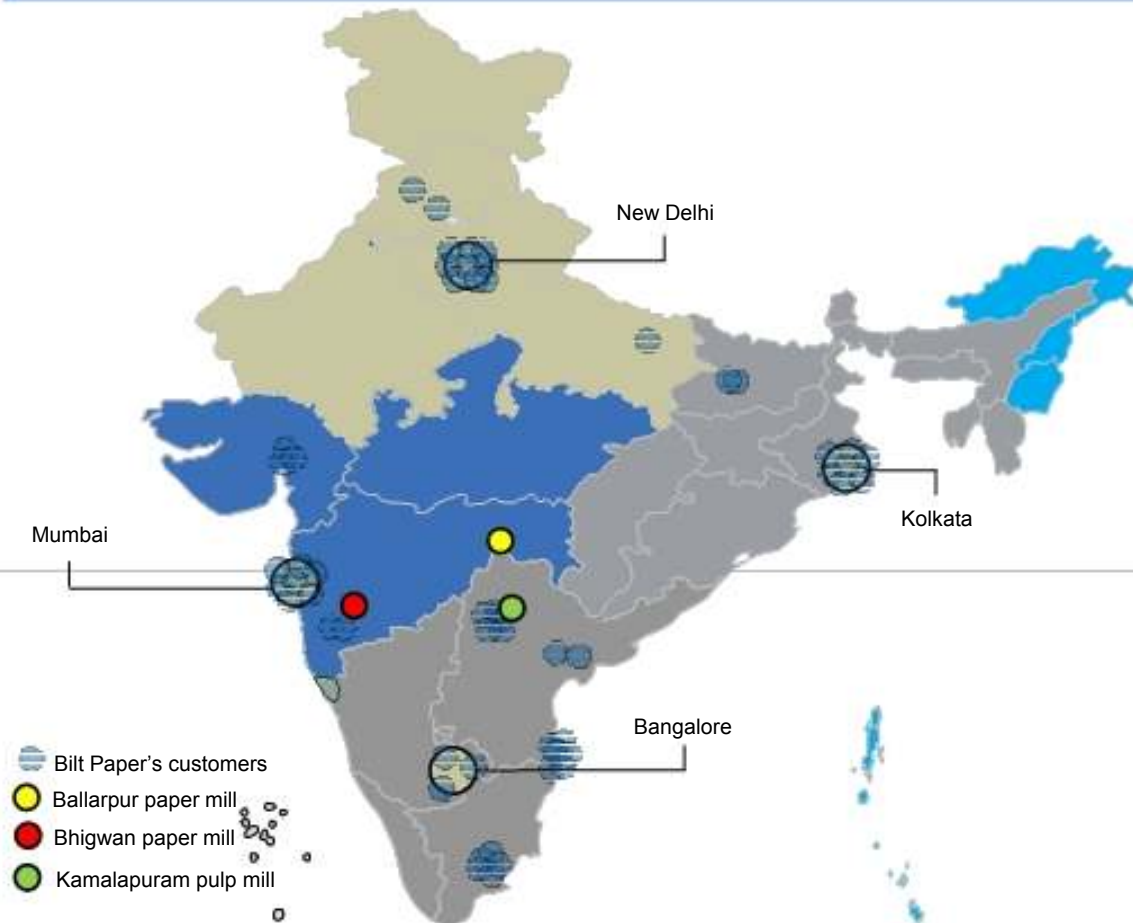 New Delhi
Kolkata
Mumbai
Bangalore
Bilt Paper's customers
Ballarpur paper mill
Bhigwan paper mill
Kamalapuram pulp mill